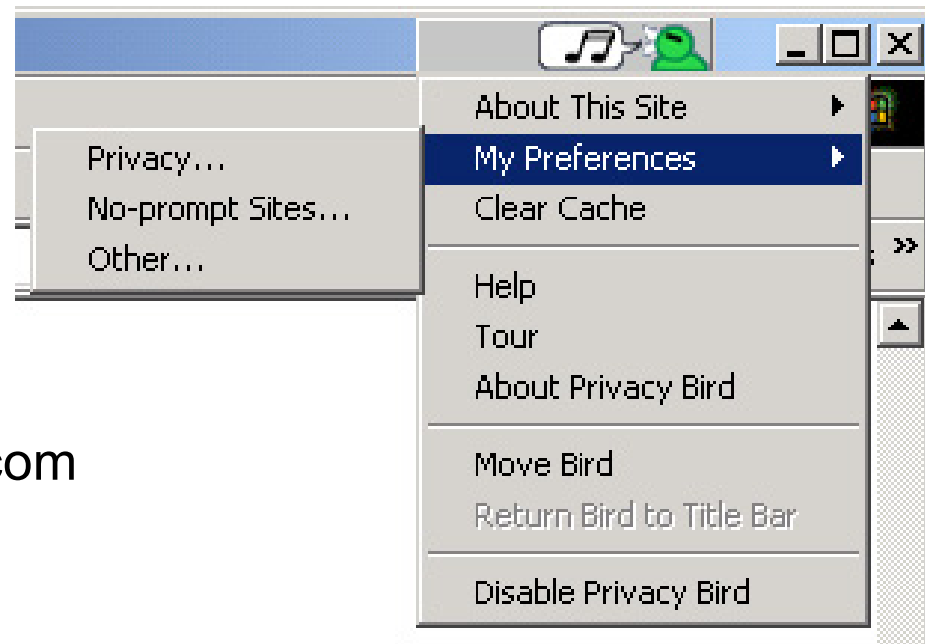 About This Site
My Preferences
Clear Cache
Help
Tour
About Privacy Bird
Move Bird
Return Bird to Title Bar
Disable Privacy Bird
Privacy...
No-prompt Sites...
Other...
com